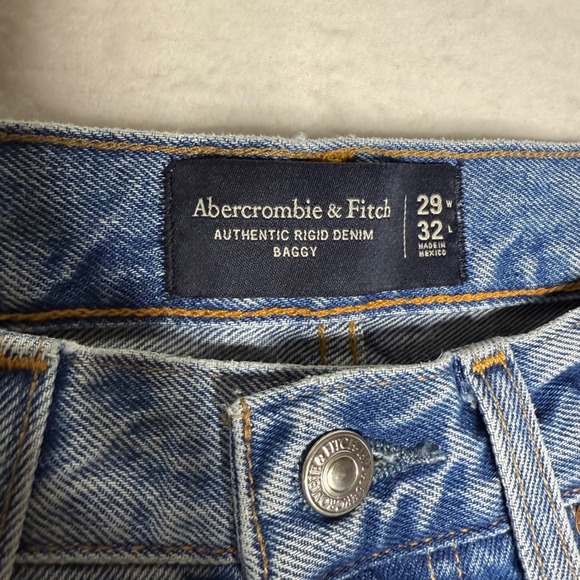 Abercrombie & Fitch
AUTHENTIC RIGID DENIM
BAGGY
29 W
32 L
MADE IN
MEXICO